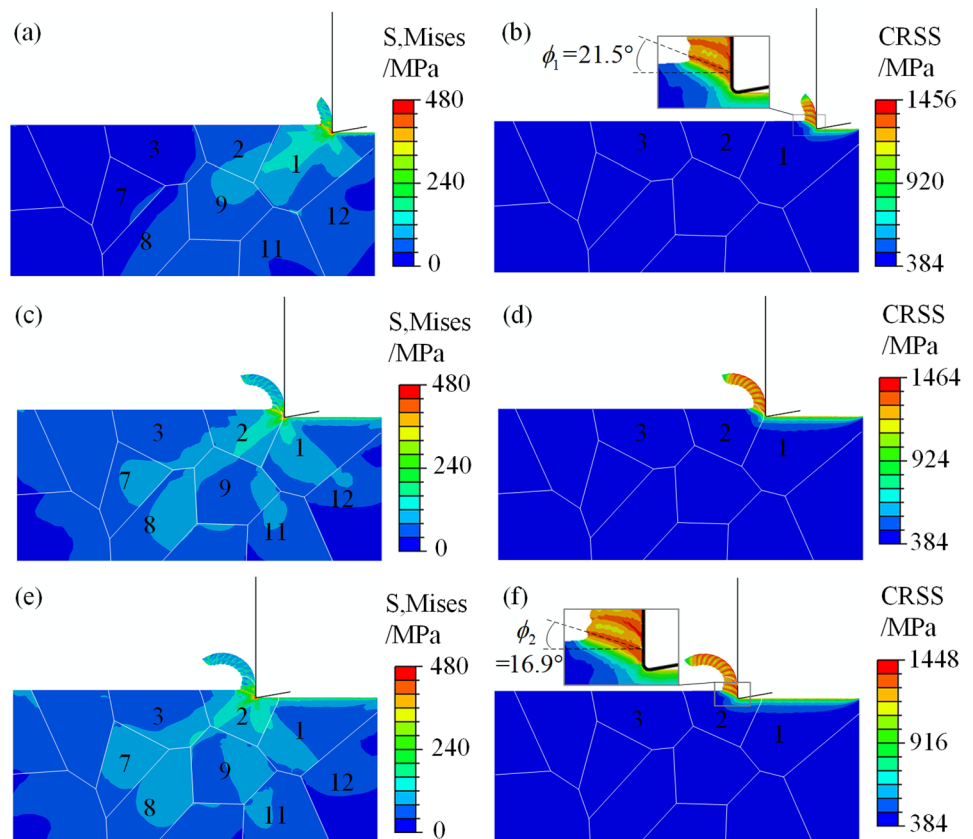 (a)
S,Mises
/MPa
480
240
0
3
2
1
7
9
8
12
11
(b)
ϕ₁=21.5°
CRSS
/MPa
1456
920
384
3
2
1
(c)
S,Mises
/MPa
480
240
0
3
2
1
7
9
8
12
11
(d)
CRSS
/MPa
1464
924
384
3
2
1
(e)
S,Mises
/MPa
480
240
0
3
2
1
7
9
8
12
11
(f)
ϕ₂
=16.9°
CRSS
/MPa
1448
916
384
3
2
1